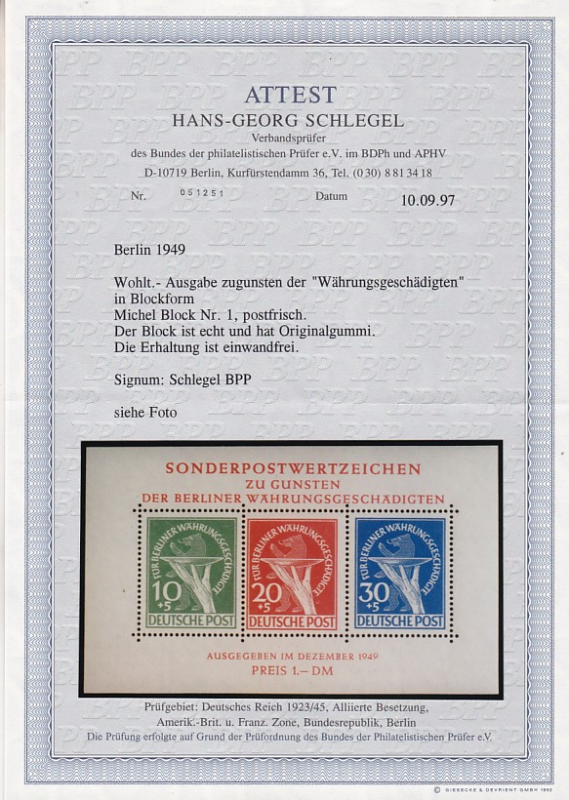 ATTEST
HANS-GEORG SCHLEGEL
Verbandsprüfer
des Bundes der philatelistischen Prüfer e.V. im BDPh und APHV
D-10719 Berlin, Kurfürstendamm 36, Tel. (030) 8 81 34 18
Nr. 051251 Datum 10.09.97
Berlin 1949
Wohlt.- Ausgabe zugunsten der "Währungsgeschädigten"
in Blockform
Michel Block Nr. 1, postfrisch.
Der Block ist echt und hat Originalgummi.
Die Erhaltung ist einwandfrei.
Signum: Schlegel BPP
siehe Foto
SONDERPOSTWERTZEICHEN
ZU GUNSTEN
DER BERLINER WÄHRUNGSGESCHÄDIGTEN
FÜR BERLINER WÄHRUNGSGESCHÄDIGTE
10+5
DEUTSCHE POST
FÜR BERLINER WÄHRUNGSGESCHÄDIGTE
20+5
DEUTSCHE POST
FÜR BERLINER WÄHRUNGSGESCHÄDIGTE
30+5
DEUTSCHE POST
AUSGEGEBEN IM DEZEMBER 1949
PREIS 1.– DM
Prüfgebiet: Deutsches Reich 1923/45, Alliierte Besetzung,
Amerik.-Brit. u. Franz. Zone, Bundesrepublik, Berlin
Die Prüfung erfolgte auf Grund der Prüfordnung des Bundes der Philatelistischen Prüfer e.V.
© GIESECKE & DEVRIENT GMBH 1992